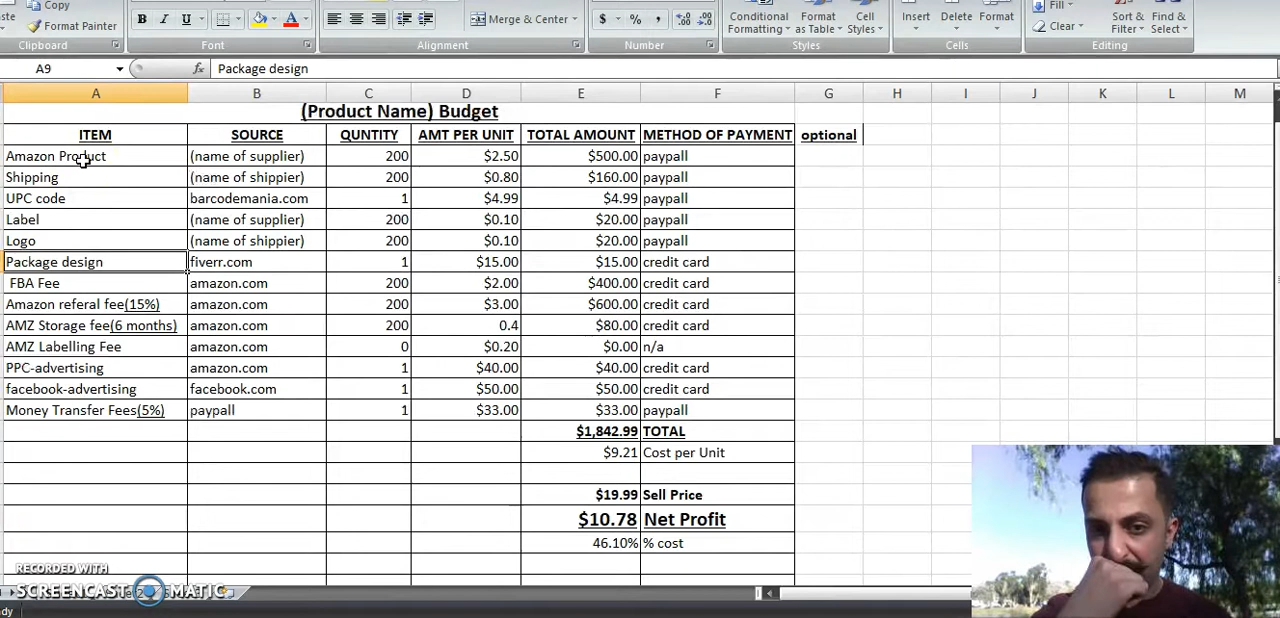 Copy
Format Painter
Clipboard
B I U A
Font
Merge & Center
Alignment
$ % ,
Number
Conditional Formatting
Format as Table
Cell Styles
Styles
Insert Delete Format
Cells
Fill
Clear
Sort & Filter
Find & Select
Editing
A9 fx Package design
A B C D E F G H I J K L M
(Product Name) Budget
ITEM SOURCE QUNTITY AMT PER UNIT TOTAL AMOUNT METHOD OF PAYMENT optional
Amazon Product (name of supplier) 200 $2.50 $500.00 paypall
Shipping (name of shippier) 200 $0.80 $160.00 paypall
UPC code barcodemania.com 1 $4.99 $4.99 paypall
Label (name of supplier) 200 $0.10 $20.00 paypall
Logo (name of shippier) 200 $0.10 $20.00 paypall
Package design fiverr.com 1 $15.00 $15.00 credit card
FBA Fee amazon.com 200 $2.00 $400.00 credit card
Amazon referal fee(15%) amazon.com 200 $3.00 $600.00 credit card
AMZ Storage fee(6 months) amazon.com 200 0.4 $80.00 credit card
AMZ Labelling Fee amazon.com 0 $0.20 $0.00 n/a
PPC-advertising amazon.com 1 $40.00 $40.00 credit card
facebook-advertising facebook.com 1 $50.00 $50.00 credit card
Money Transfer Fees(5%) paypall 1 $33.00 $33.00 paypall
$1,842.99 TOTAL
$9.21 Cost per Unit
$19.99 Sell Price
$10.78 Net Profit
46.10% % cost
RECORDED WITH
SCREENCAST MATIC